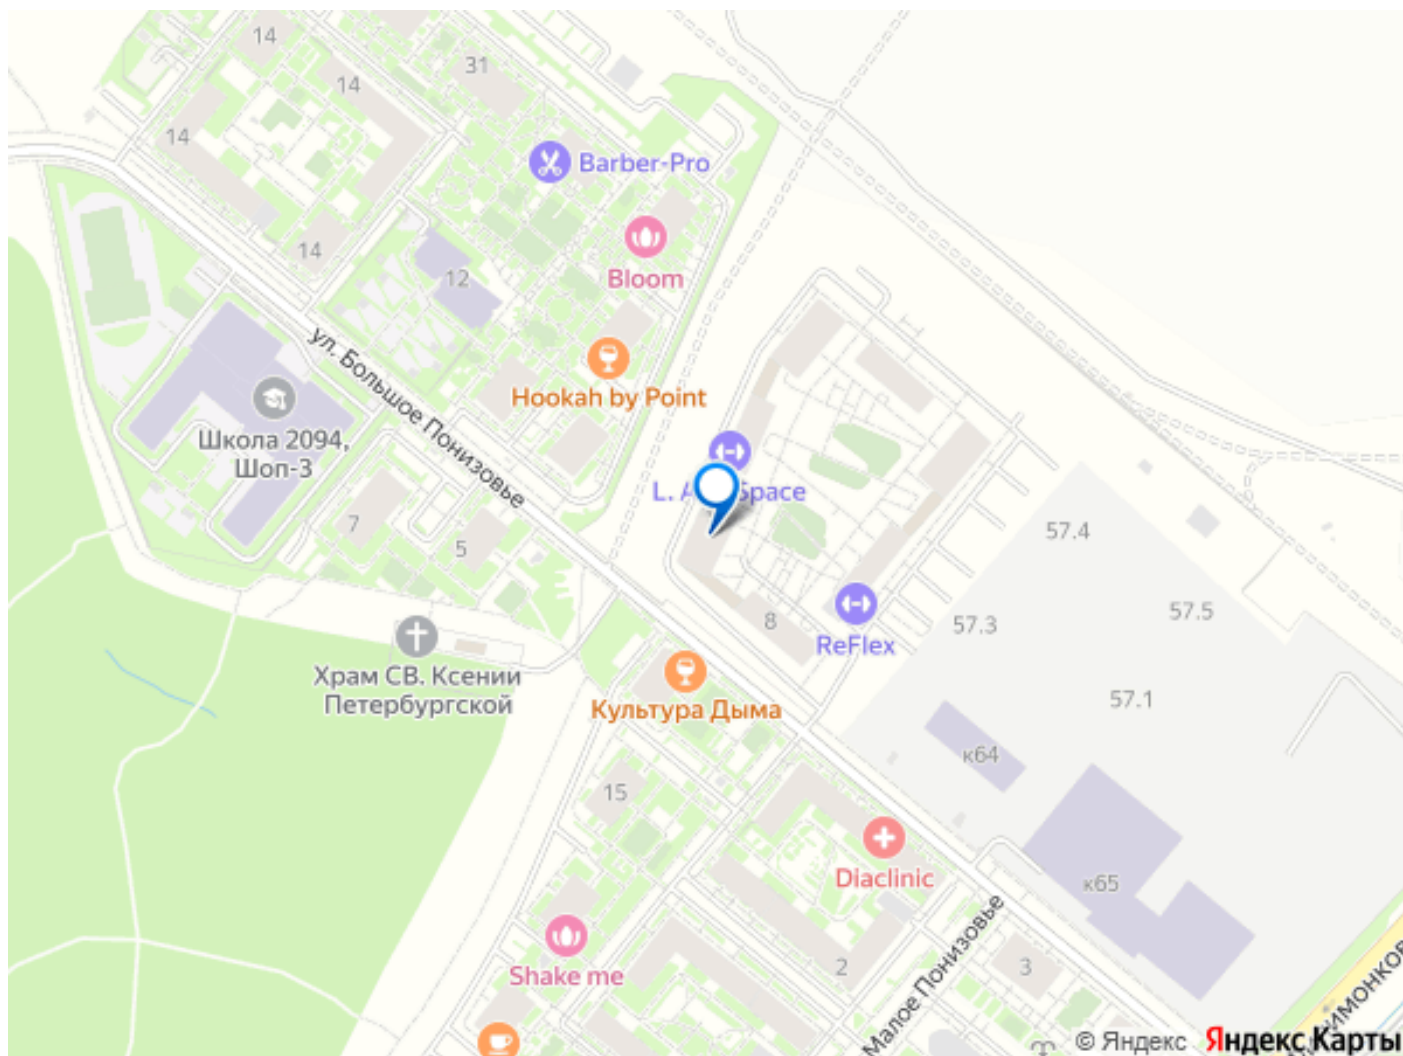 14
31
14
14
Barber-Pro
14
12
Bloom
ул. Большое Понизовье
Hookah by Point
Школа 2094,
Шоп-3
Space
57.4
7
5
57.5
8
57.3
ReFlex
Храм СВ. Ксении
Петербургской
57.1
Культура Дыма
к64
15
Diaclinic
к65
Малое Понизовье
2
3
Shake me
© Яндекс
Яндекс Карты